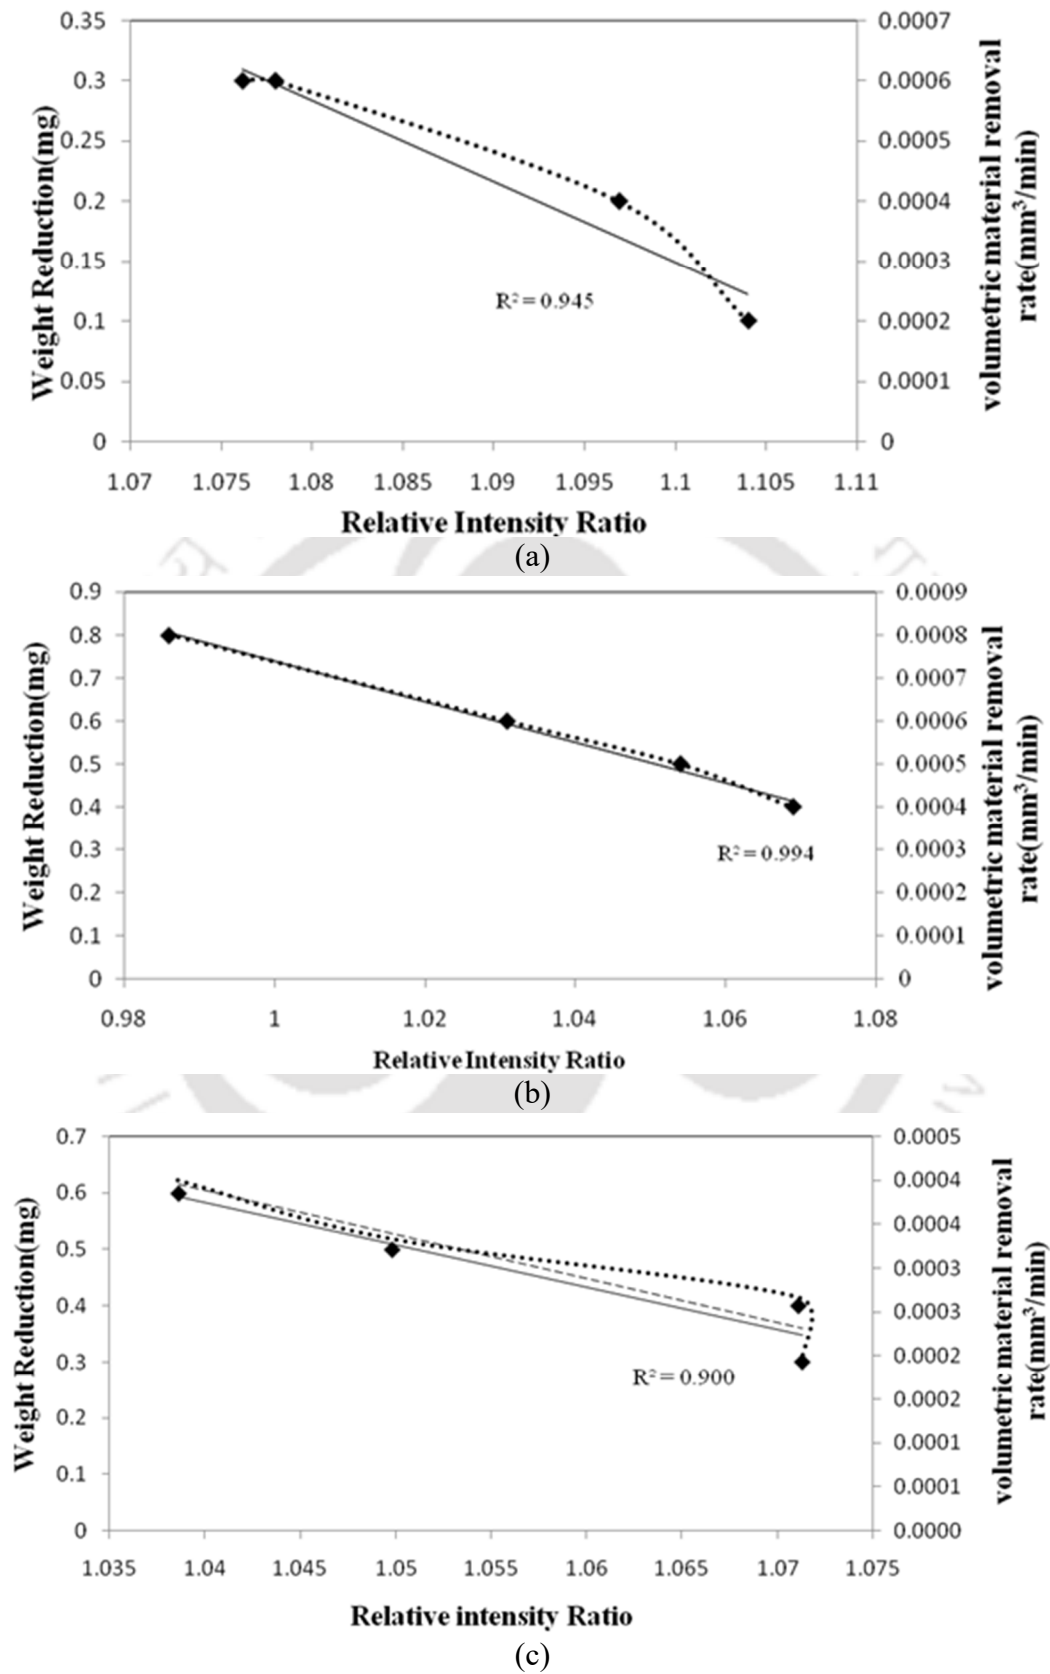 0.35
0.3
0.25
0.2
0.15
0.1
0.05
0
Weight Reduction(mg)
0.0007
0.0006
0.0005
0.0004
0.0003
0.0002
0.0001
0
volumetric material removal
rate(mm³/min)
R² = 0.945
1.07 1.075 1.08 1.085 1.09 1.095 1.1 1.105 1.11
Relative Intensity Ratio
(a)
0.9
0.8
0.7
0.6
0.5
0.4
0.3
0.2
0.1
0
Weight Reduction(mg)
0.0009
0.0008
0.0007
0.0006
0.0005
0.0004
0.0003
0.0002
0.0001
0
volumetric material removal
rate(mm³/min)
R² = 0.994
0.98 1 1.02 1.04 1.06 1.08
Relative Intensity Ratio
(b)
0.7
0.6
0.5
0.4
0.3
0.2
0.1
0
Weight Reduction(mg)
0.0005
0.0004
0.0004
0.0003
0.0003
0.0002
0.0002
0.0001
0.0001
0.0000
volumetric material removal
rate(mm³/min)
R² = 0.900
1.035 1.04 1.045 1.05 1.055 1.06 1.065 1.07 1.075
Relative intensity Ratio
(c)